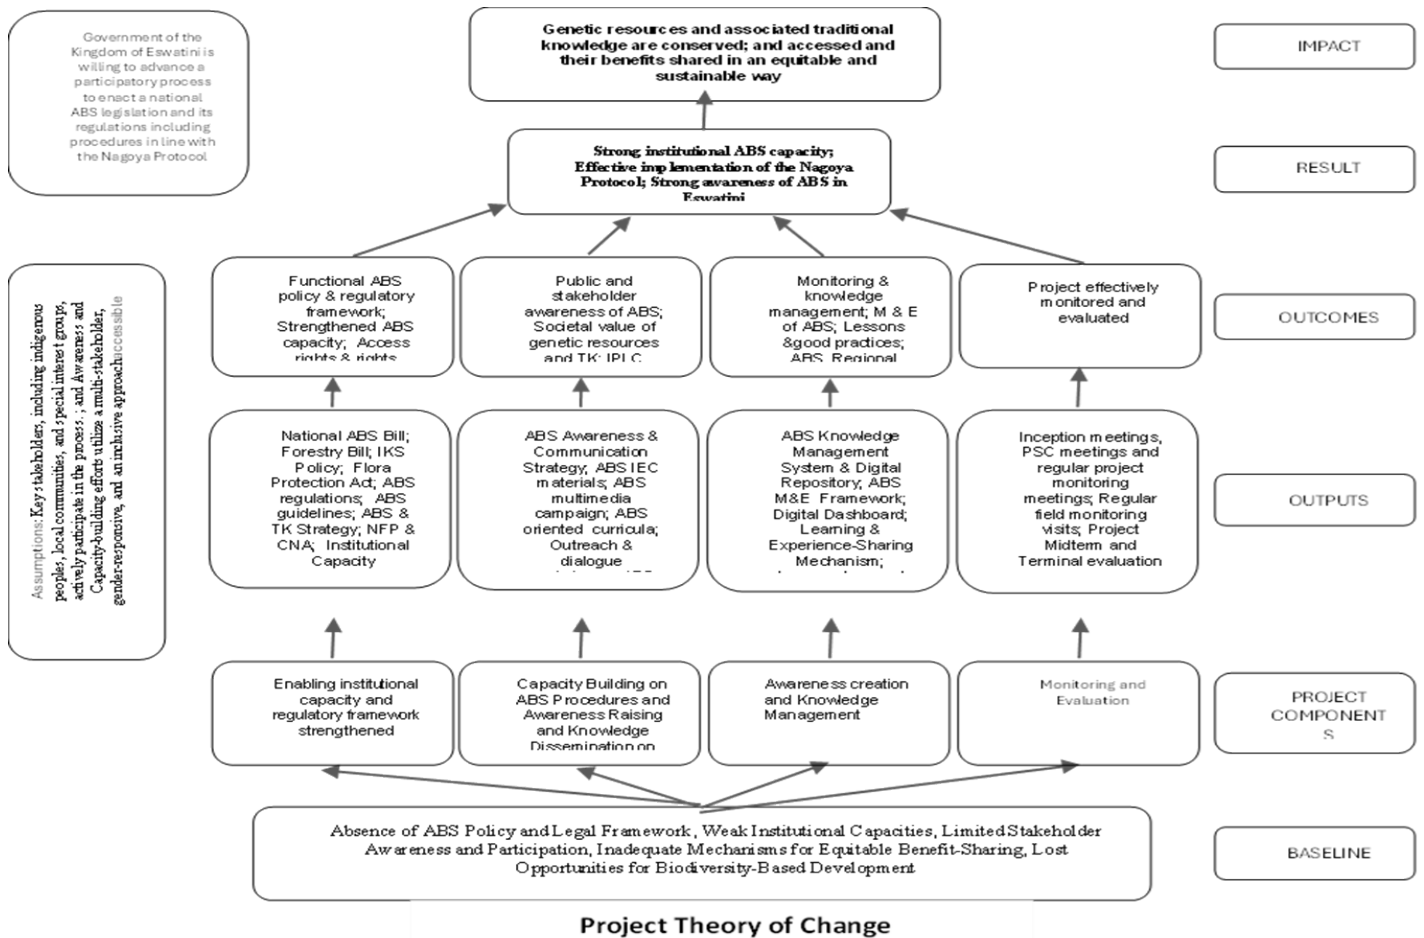 Government of the
Kingdom of Eswatini is
willing to advance a
participatory process
to enact a national
ABS legislation and its
regulations including
procedures in line with
the Nagoya Protocol
Genetic resources and associated traditional
knowledge are conserved; and accessed and
their benefits shared in an equitable and
sustainable way
IMPACT
Strong institutional ABS capacity;
Effective implementation of the Nagoya
Protocol; Strong awareness of ABS in
Eswatini
RESULT
Assumptions: Key stakeholders, including indigenous
peoples, local communities, and special interest groups,
actively participate in the process. ; and Awareness and
Capacity-building efforts utilize a multi-stakeholder,
gender-responsive, and an inclusive approach accessible
Functional ABS
policy & regulatory
framework;
Strengthened ABS
capacity; Access
rights & rights
Public and
stakeholder
awareness of ABS;
Societal value of
genetic resources
and TK; IPLC
Monitoring &
knowledge
management; M & E
of ABS; Lessons
&good practices;
ABS Regional
Project effectively
monitored and
evaluated
OUTCOMES
National ABS Bill;
Forestry Bill; IKS
Policy; Flora
Protection Act; ABS
regulations; ABS
guidelines; ABS &
TK Strategy; NFP &
CNA; Institutional
Capacity
ABS Awareness &
Communication
Strategy; ABS IEC
materials; ABS
multimedia
campaign; ABS
oriented curricula;
Outreach &
dialogue
ABS Knowledge
Management
System & Digital
Repository; ABS
M&E Framework;
Digital Dashboard;
Learning &
Experience-Sharing
Mechanism;
Inception meetings,
PSC meetings and
regular project
monitoring
meetings; Regular
field monitoring
visits; Project
Midterm and
Terminal evaluation
OUTPUTS
Enabling institutional
capacity and
regulatory framework
strengthened
Capacity Building on
ABS Procedures and
Awareness Raising
and Knowledge
Dissemination on
Awareness creation
and Knowledge
Management
Monitoring and
Evaluation
PROJECT
COMPONENT
S
Absence of ABS Policy and Legal Framework, Weak Institutional Capacities, Limited Stakeholder
Awareness and Participation, Inadequate Mechanisms for Equitable Benefit-Sharing, Lost
Opportunities for Biodiversity-Based Development
BASELINE
Project Theory of Change